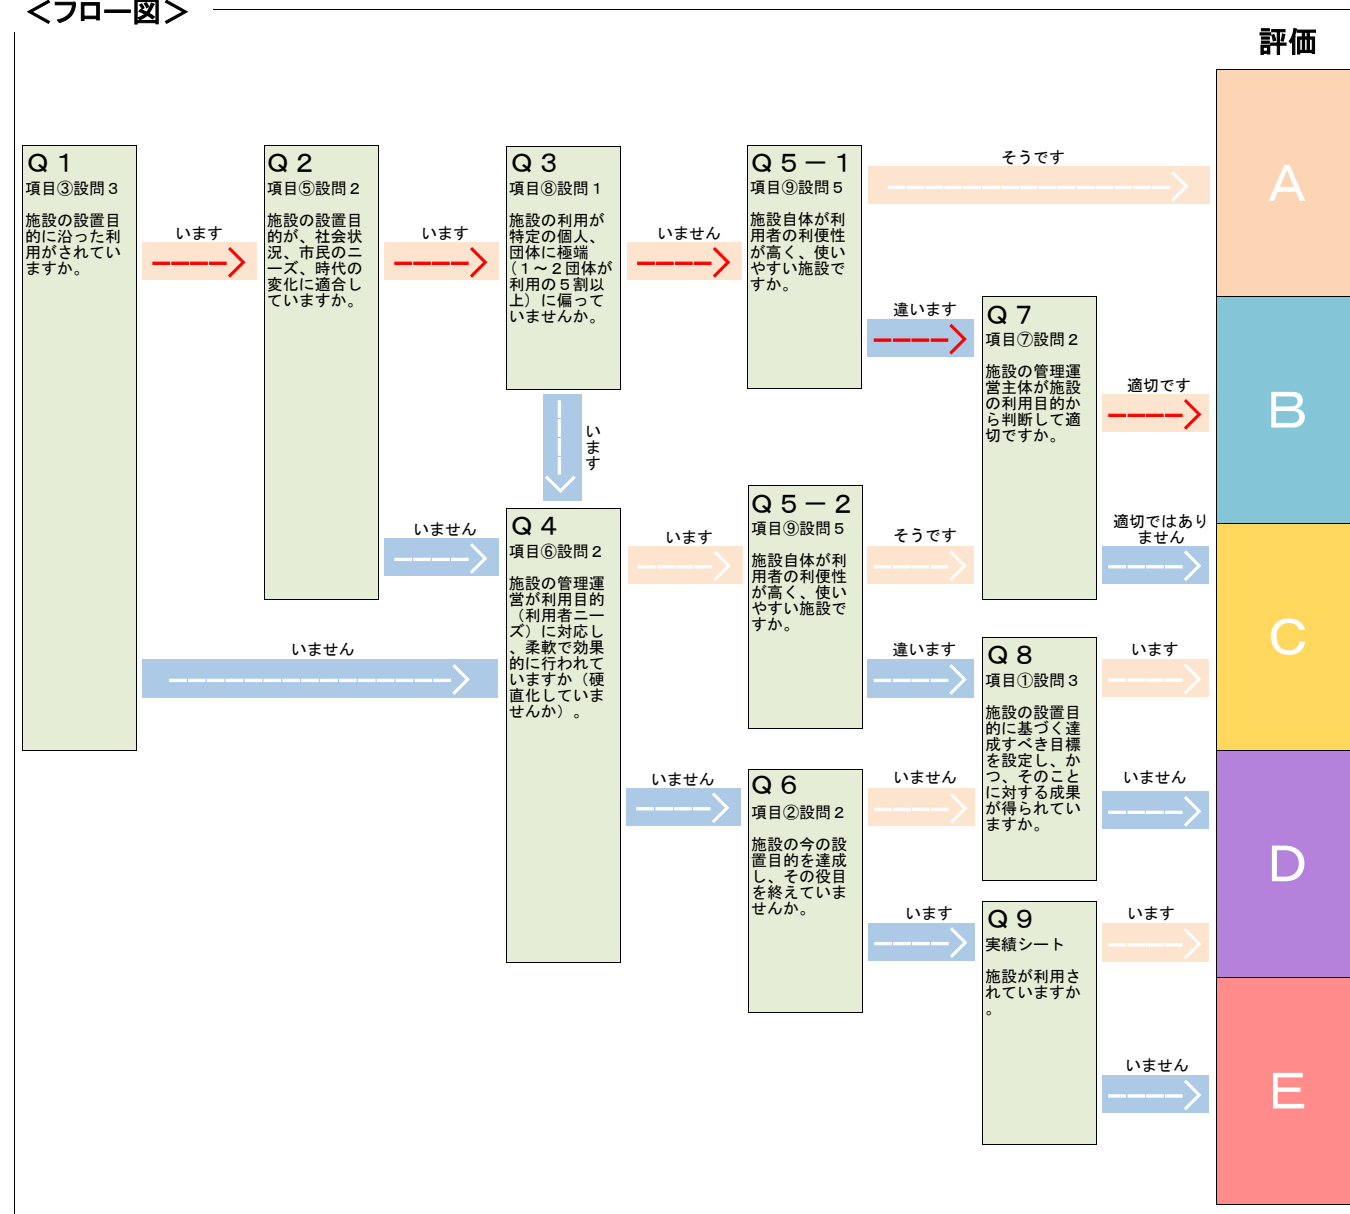 ＜フロー図＞
評価
Ｑ１
項目③設問３
施設の設置目
的に沿った利
用がされてい
ますか。
います
いません
Ｑ２
項目⑤設問２
施設の設置目
的が、社会状
況、市民のニ
ーズ、時代の
変化に適合し
ていますか。
います
いません
Ｑ３
項目⑧設問１
施設の利用が
特定の個人、
団体に極端
（１～２団体が
利用の５割以
上）に偏って
いませんか。
いません
います
Ｑ４
項目⑥設問２
施設の管理運
営が利用目的
（利用者ニー
ズ）に対応し
、柔軟で効果
的に行われて
いますか（硬
直化していま
せんか）。
います
いません
Ｑ５－１
項目⑨設問５
施設自体が利
用者の利便性
が高く、使い
やすい施設で
すか。
そうです
違います
Ｑ５－２
項目⑨設問５
施設自体が利
用者の利便性
が高く、使い
やすい施設で
すか。
そうです
違います
Ｑ６
項目②設問２
施設の今の設
置目的を達成
し、その役目
を終えていま
せんか。
いません
います
Ｑ７
項目⑦設問２
施設の管理運
営主体が施設
の利用目的か
ら判断して適
切ですか。
適切です
適切ではあり
ません
Ｑ８
項目①設問３
施設の設置目
的に基づく達
成すべき目標
を設定し、か
つ、そのこと
に対する成果
が得られてい
ますか。
います
いません
Ｑ９
実績シート
施設が利用さ
れていますか
。
います
いません
Ａ
Ｂ
Ｃ
Ｄ
Ｅ